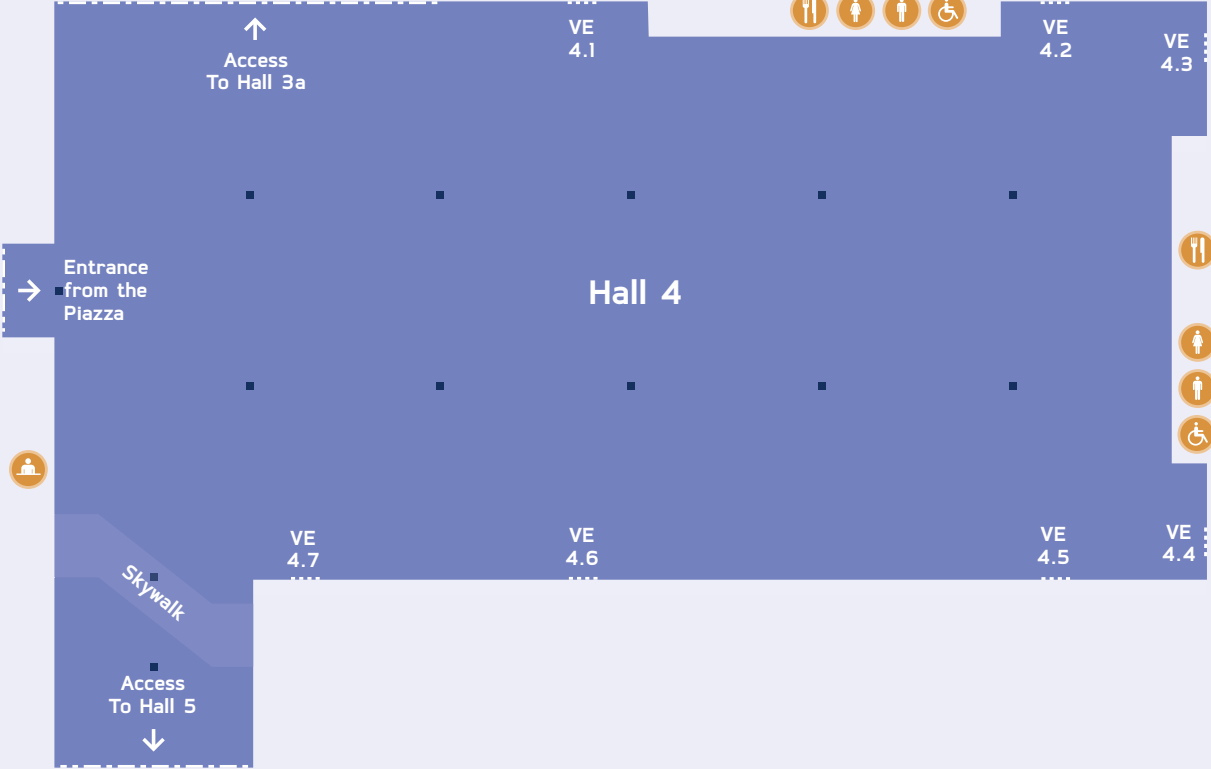 Access
To Hall 3a
VE
4.1
VE
4.2
VE
4.3
Entrance
from the
Piazza
Hall 4
VE
4.7
VE
4.6
VE
4.5
VE
4.4
Skywalk
Access
To Hall 5